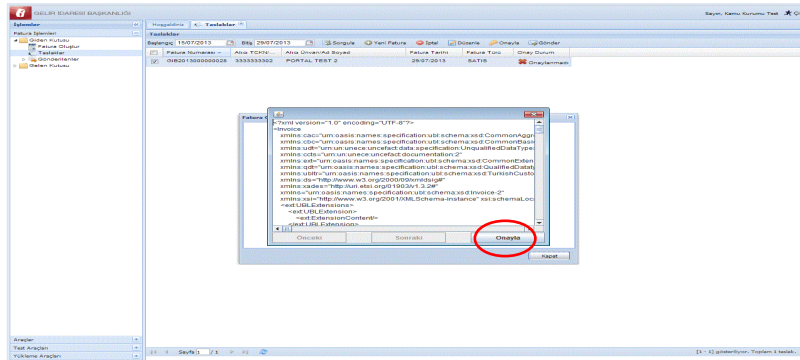 GELİR İDARESİ BAŞKANLIĞI
Sayın, Kamu Kurumu Test
İşlemler
Hoşgeldiniz Taslaklar
Fatura İşlemleri
Taslaklar
Giden Kutusu
Fatura Oluştur
Taslaklar
Gönderilenler
Gelen Kutusu
Başlangıç 15/07/2013 Bitiş 29/07/2013 Sorgula Yeni Fatura İptal Düzenle Onayla Gönder
Fatura Numarası Alıcı TCKN/... Alıcı Ünvan/Ad Soyad Fatura Tarihi Fatura Türü Onay Durum
GIB2013000000028 3333333302 PORTAL TEST 2 29/07/2013 SATIS Onaylanmadı
Fatura
<?xml version="1.0" encoding="UTF-8"?>
<Invoice
xmlns:cac="urn:oasis:names:specification:ubl:schema:xsd:CommonAggr
xmlns:cbc="urn:oasis:names:specification:ubl:schema:xsd:CommonBasi
xmlns:udt="urn:un:unece:uncefact:data:specification:UnqualifiedDataType
xmlns:ccts="urn:un:unece:uncefact:documentation:2"
xmlns:ext="urn:oasis:names:specification:ubl:schema:xsd:CommonExten
xmlns:qdt="urn:oasis:names:specification:ubl:schema:xsd:QualifiedDataty
xmlns:ubltr="urn:oasis:names:specification:ubl:schema:xsd:TurkishCusto
xmlns:ds="http://www.w3.org/2000/09/xmldsig#"
xmlns:xades="http://uri.etsi.org/01903/v1.3.2#"
xmlns="urn:oasis:names:specification:ubl:schema:xsd:Invoice-2"
xmlns:xsi="http://www.w3.org/2001/XMLSchema-instance" xsi:schemaLoc
<ext:UBLExtensions>
<ext:UBLExtension>
<ext:ExtensionContent/>
</ext:UBLExtension>
Önceki Sonraki Onayla
Kapat
Araçlar
Test Araçları
Yükleme Araçları
Sayfa 1 / 1
[1 - 1] gösteriliyor. Toplam 1 taslak.